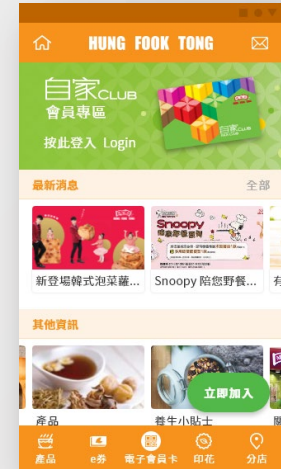 HUNG FOOK TONG
自家CLUB
會員專區
按此登入 Login
最新消息 全部
Snoopy
新登場韓式泡菜蘿... Snoopy 陪您野餐... 有
其他資訊
立即加入
產品 養生小貼士
產品 e券 電子會員卡 印花 分店